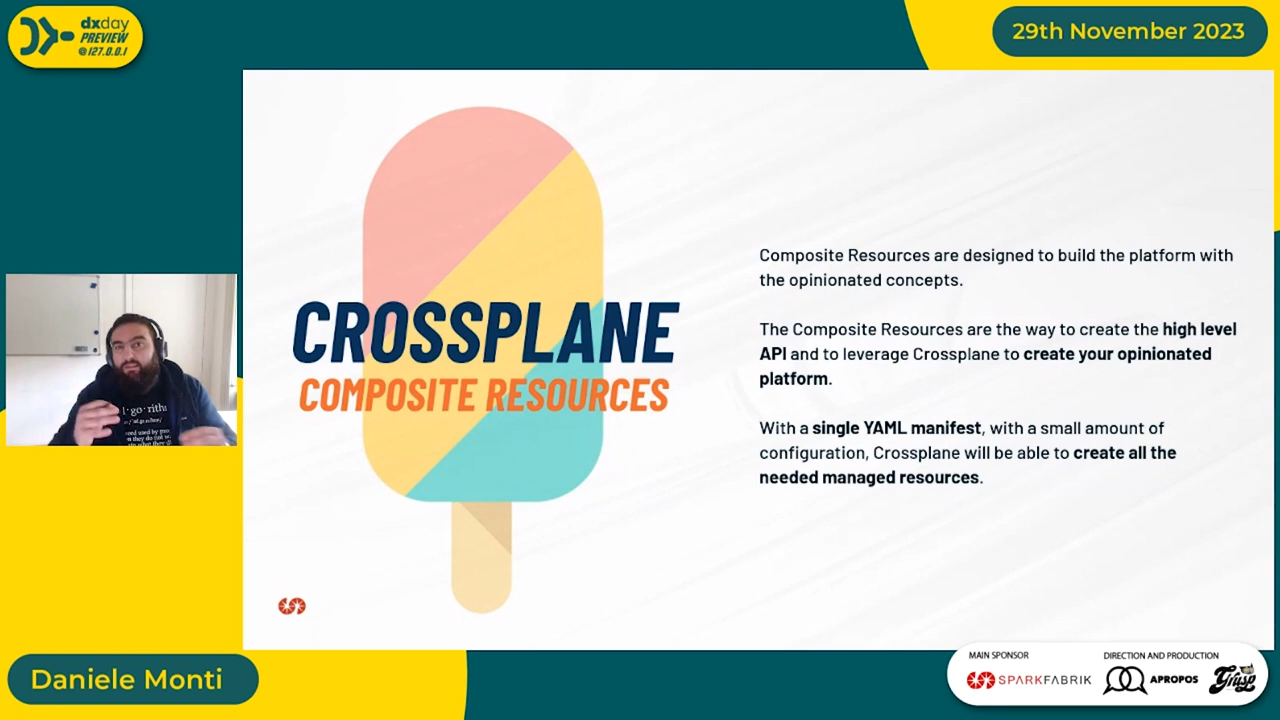 dxday
PREVIEW
@127.0.0.1
29th November 2023
CROSSPLANE
COMPOSITE RESOURCES
Composite Resources are designed to build the platform with
the opinionated concepts.
The Composite Resources are the way to create the high level
API and to leverage Crossplane to create your opinionated
platform.
With a single YAML manifest, with a small amount of
configuration, Crossplane will be able to create all the
needed managed resources.
Daniele Monti
MAIN SPONSOR
SPARKFABRIK
DIRECTION AND PRODUCTION
APROPOS
Grusp